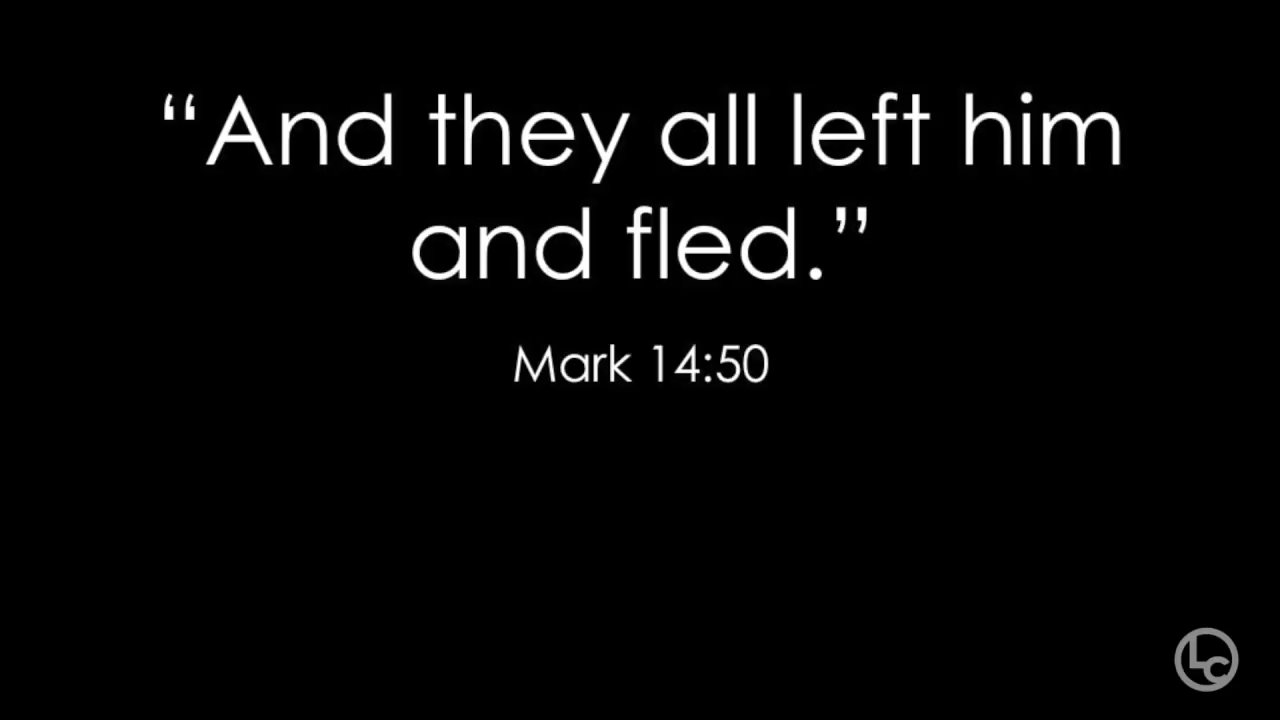 “And they all left him
and fled.”
Mark 14:50
LC